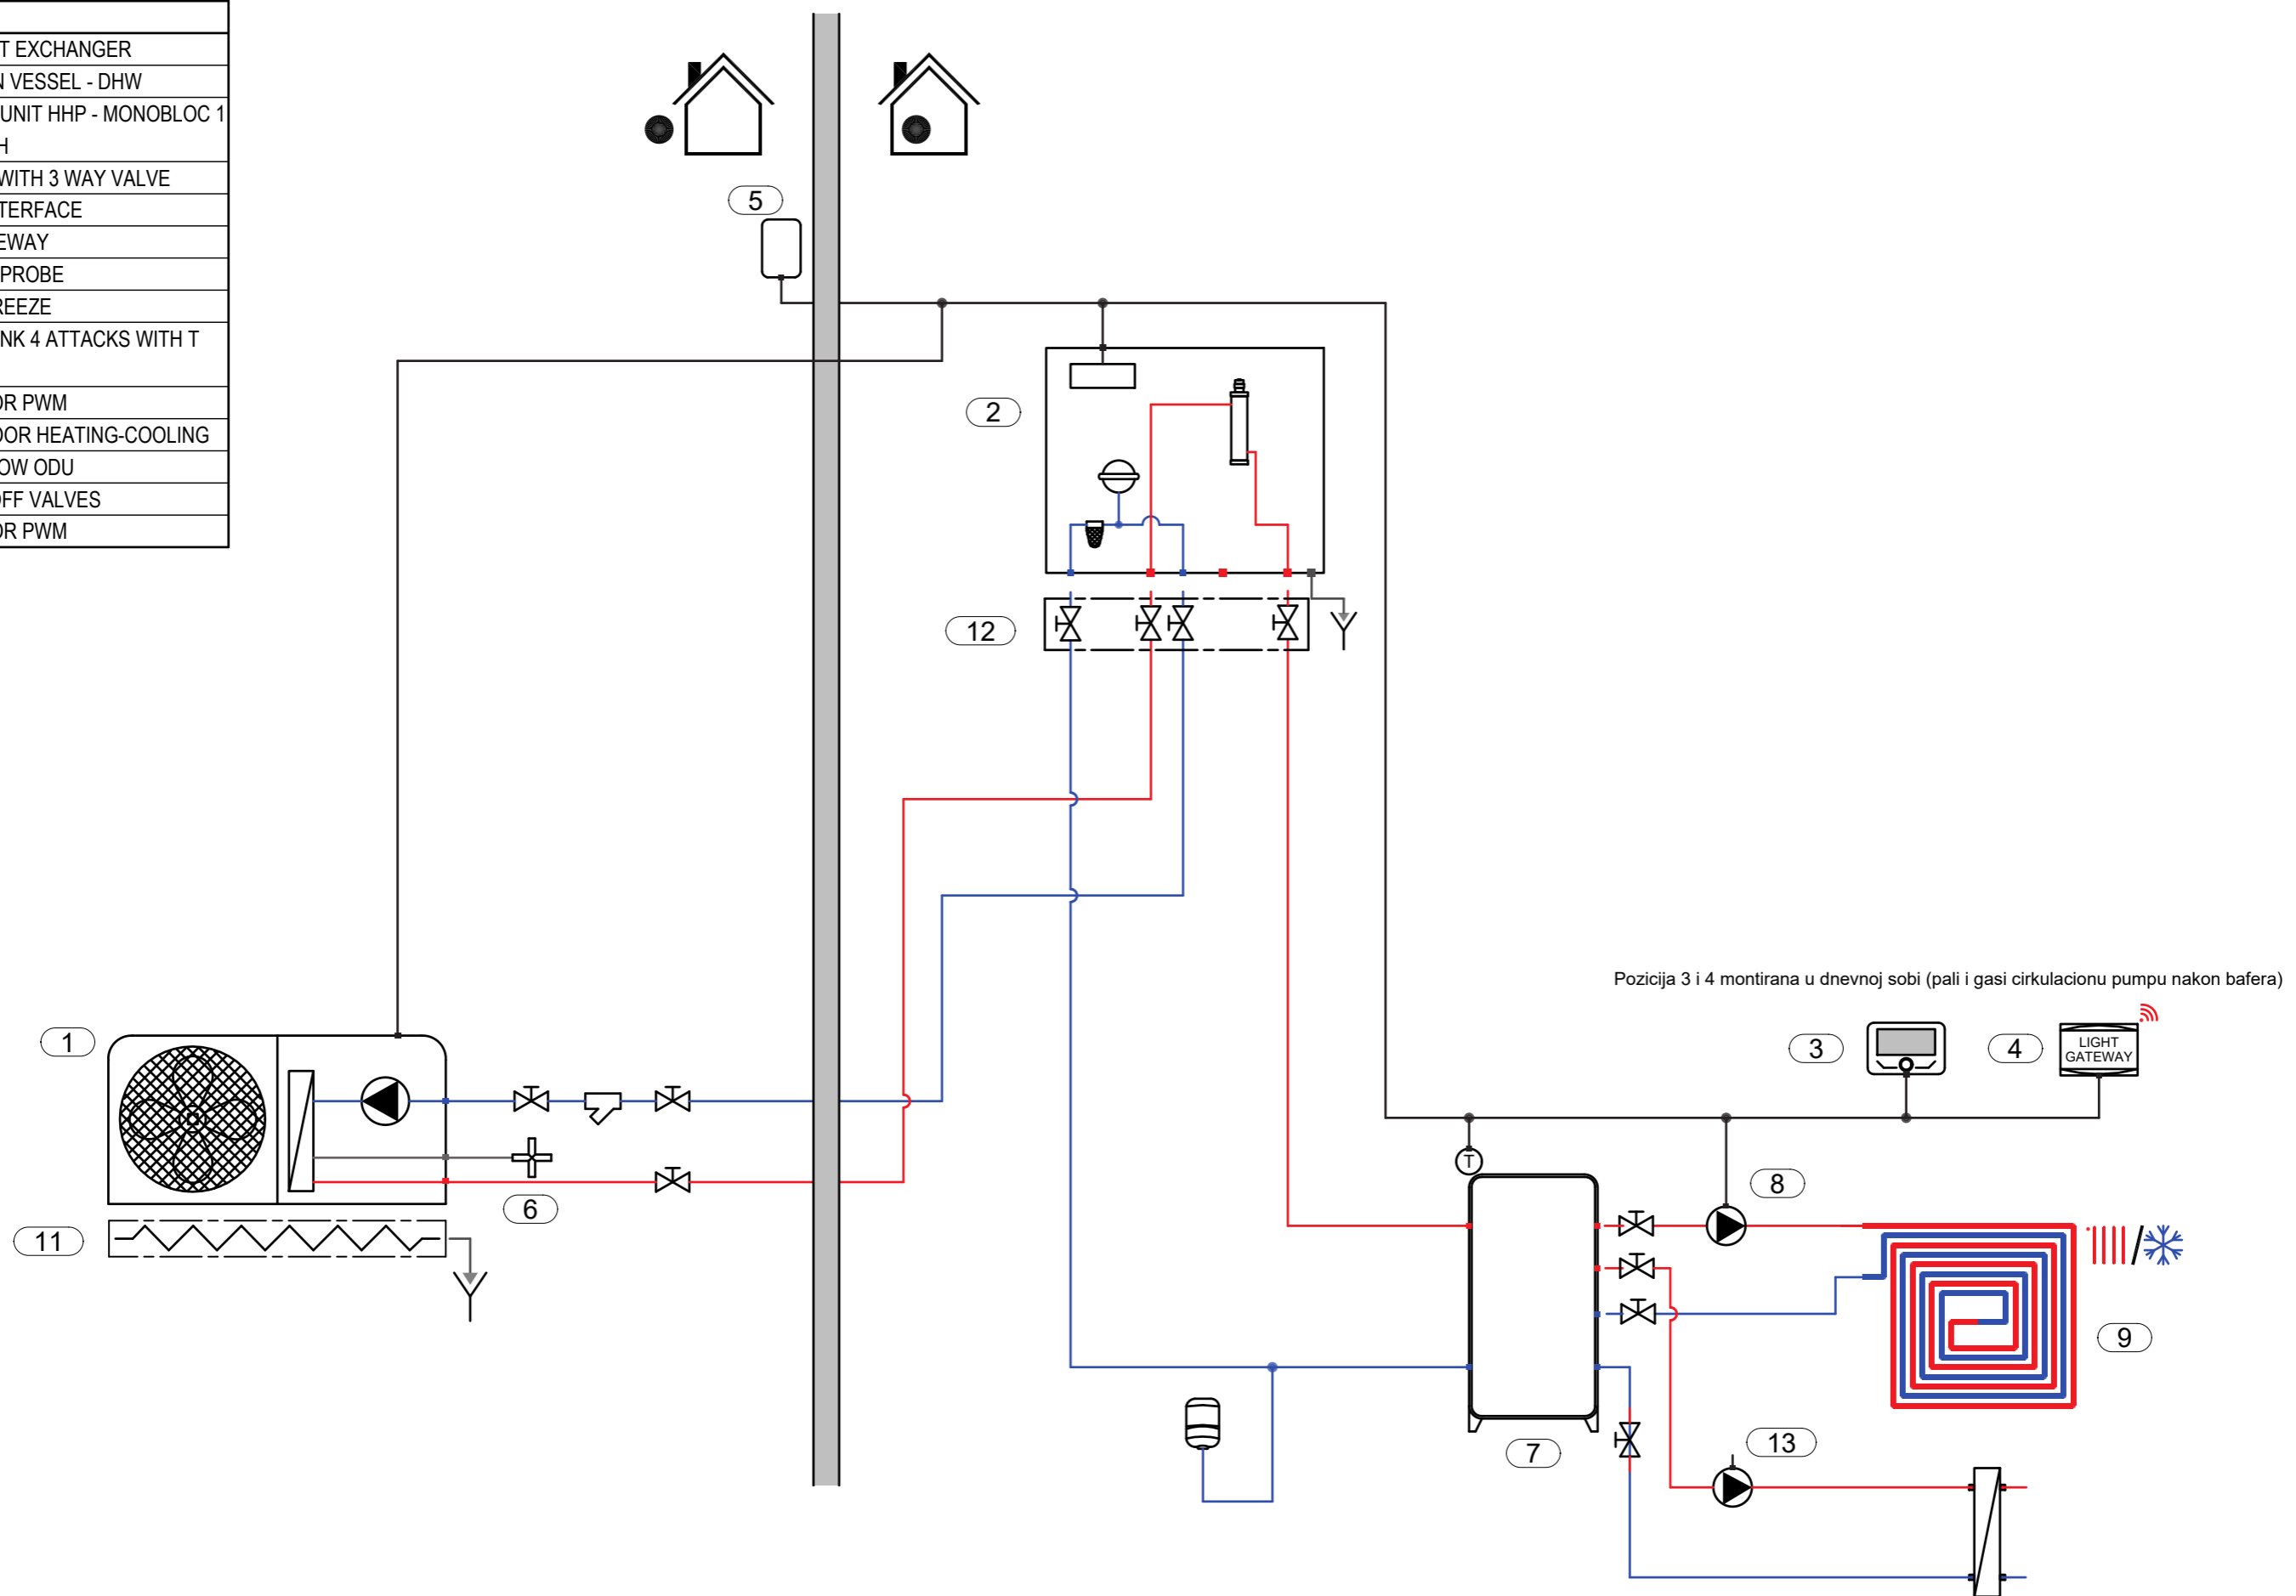 T EXCHANGER
N VESSEL - DHW
UNIT HHP - MONOBLOC 1
H
WITH 3 WAY VALVE
TERFACE
EWAY
PROBE
REEZE
NK 4 ATTACKS WITH T
OR PWM
OOR HEATING-COOLING
OW ODU
OFF VALVES
OR PWM
5
2
12
Pozicija 3 i 4 montirana u dnevnoj sobi (pali i gasi cirkulacionu pumpu nakon bafera)
1
3
4
LIGHT
GATEWAY
T
6
8
11
9
7
13